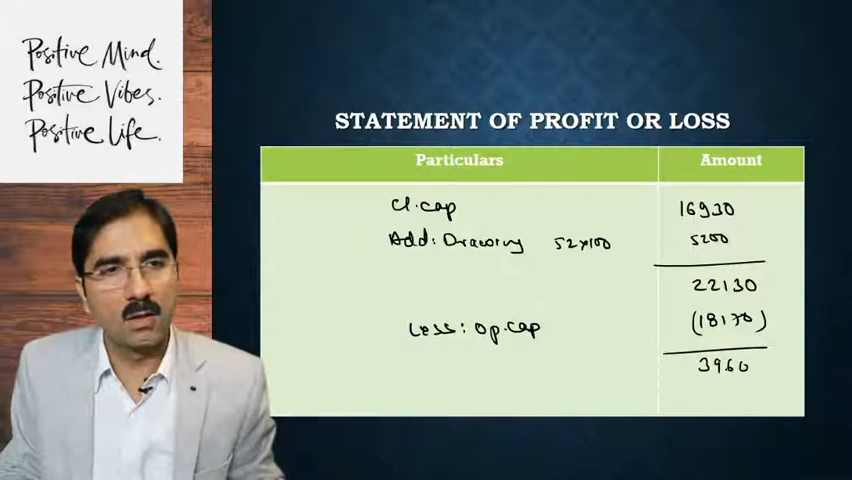 Positive Mind.
Positive Vibes.
Positive Life.
STATEMENT OF PROFIT OR LOSS
Particulars Amount
Cl.cap 16930
Add: Drawing 52x100 5200
22130
Less: Op.cap (18170)
3960